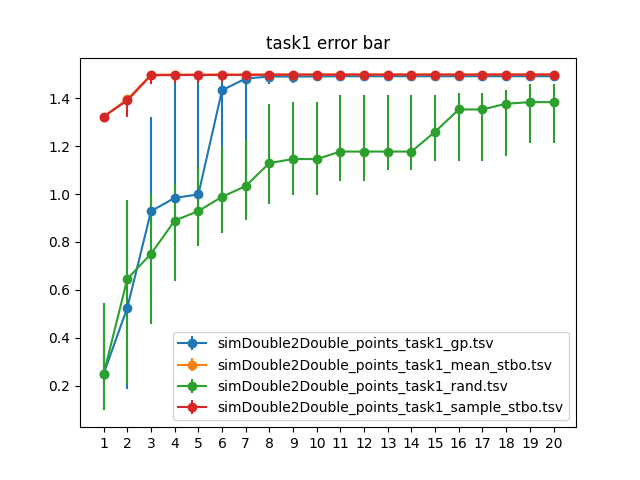 task1 error bar
1.4
1.2
1.0
0.8
0.6
0.4
0.2
simDouble2Double_points_task1_gp.tsv
simDouble2Double_points_task1_mean_stbo.tsv
simDouble2Double_points_task1_rand.tsv
simDouble2Double_points_task1_sample_stbo.tsv
1 2 3 4 5 6 7 8 9 10 11 12 13 14 15 16 17 18 19 20